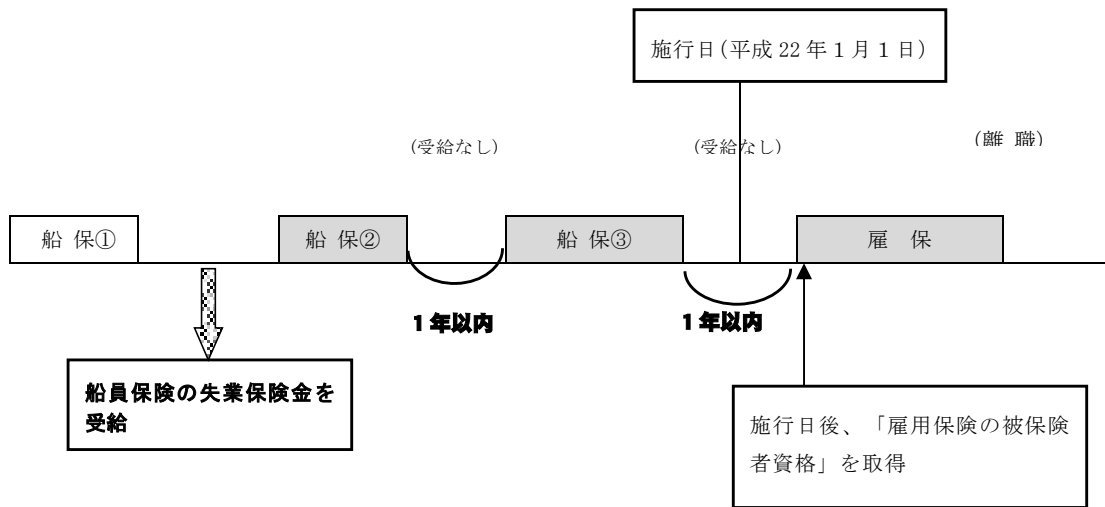 施行日(平成 22 年 1 月 1 日)
(受給なし)
(受給なし)
(離 職)
船 保①
船 保②
船 保③
雇 保
1 年以内
1 年以内
船員保険の失業保険金を
受給
施行日後、「雇用保険の被保険
者資格」を取得